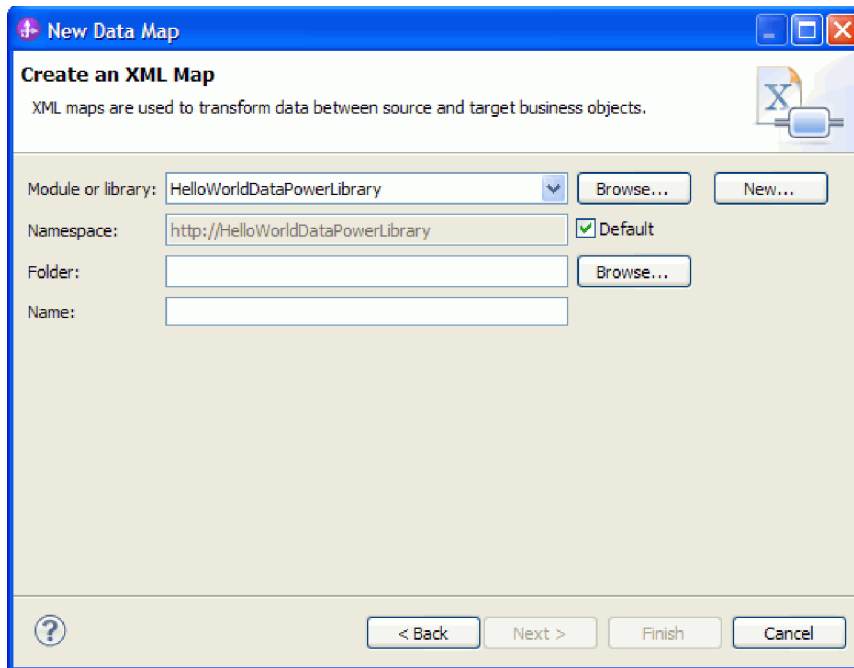 New Data Map
Create an XML Map
XML maps are used to transform data between source and target business objects.
X
Module or library: HelloWorldDataPowerLibrary Browse... New...
Namespace: http://HelloWorldDataPowerLibrary Default
Folder: Browse...
Name:
? < Back Next > Finish Cancel